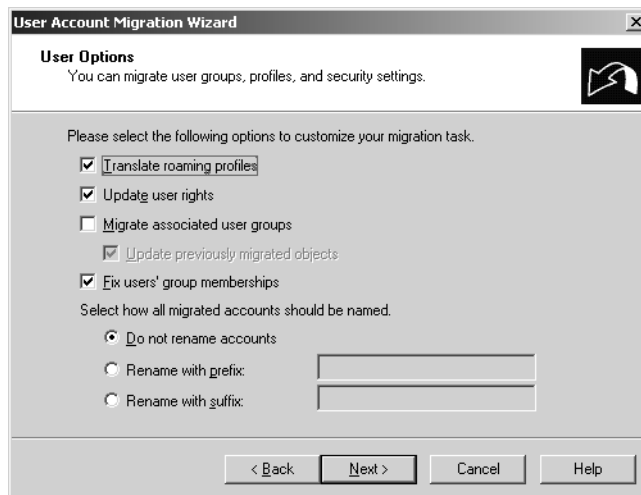 User Account Migration Wizard
User Options
You can migrate user groups, profiles, and security settings.
Please select the following options to customize your migration task.
Translate roaming profiles
Update user rights
Migrate associated user groups
Update previously migrated objects
Fix users' group memberships
Select how all migrated accounts should be named.
Do not rename accounts
Rename with prefix:
Rename with suffix:
< Back Next > Cancel Help